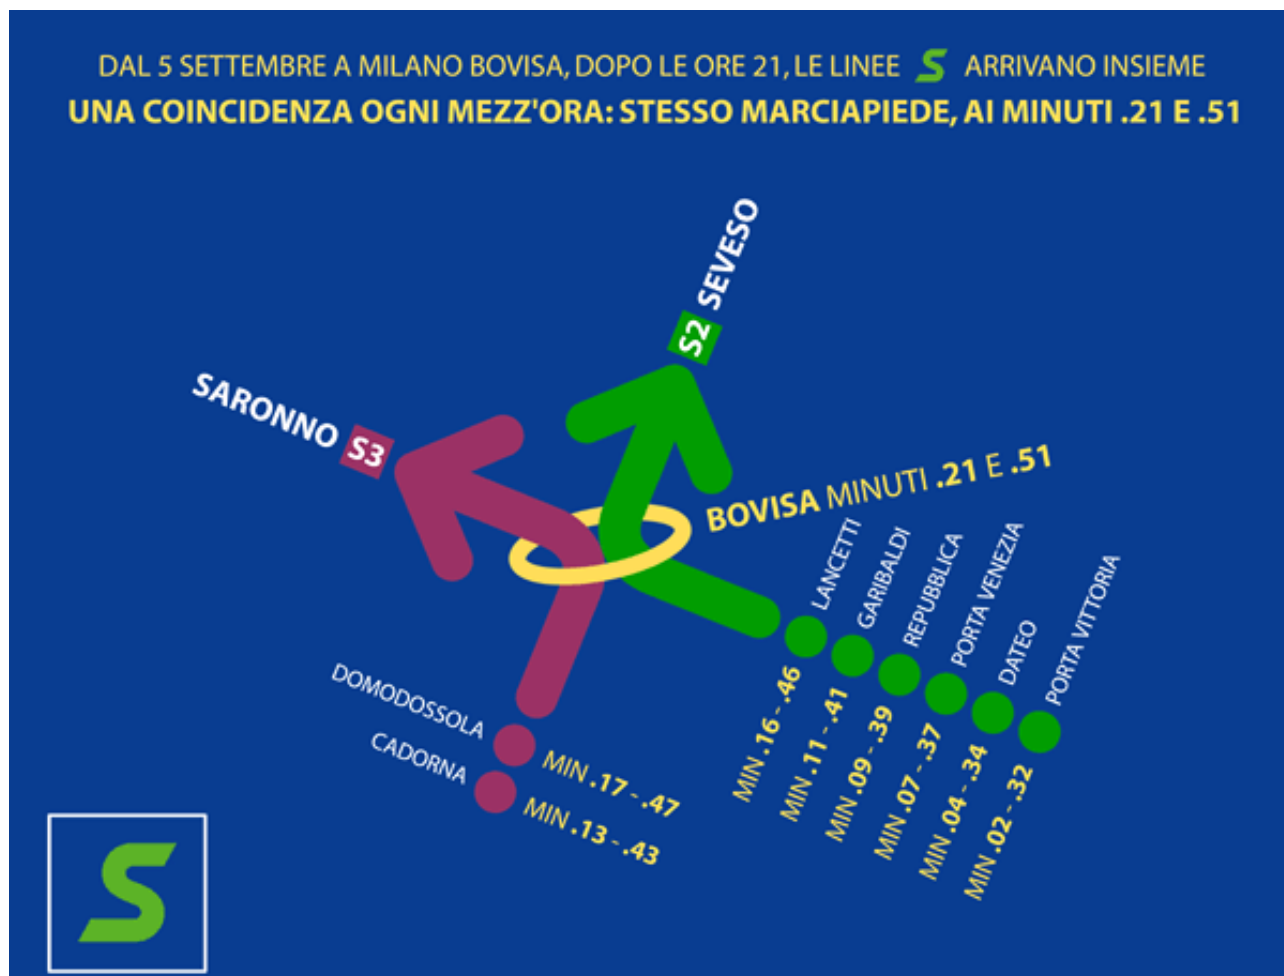 DAL 5 SETTEMBRE A MILANO BOVISA, DOPO LE ORE 21, LE LINEE S ARRIVANO INSIEME
UNA COINCIDENZA OGNI MEZZ'ORA: STESSO MARCIAPIEDE, AI MINUTI .21 E .51
S2 SEVESO
SARONNO S3
BOVISA MINUTI .21 E .51
LANCETTI
GARIBALDI
REPUBBLICA
PORTA VENEZIA
DATEO
PORTA VITTORIA
MIN .16 - .46
MIN .11 - .41
MIN .09 - .39
MIN .07 - .37
MIN .04 - .34
MIN .02 - .32
DOMODOSSOLA
MIN .17 - .47
CADORNA
MIN .13 - .43
S